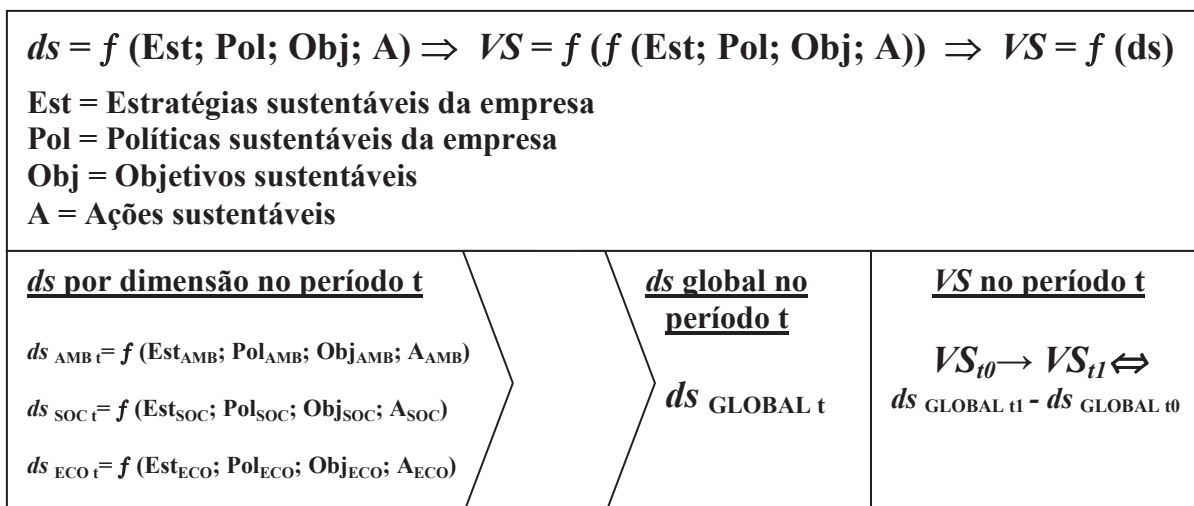 ds = f (Est; Pol; Obj; A) ⇒ VS = f (f (Est; Pol; Obj; A)) ⇒ VS = f (ds)
Est = Estratégias sustentáveis da empresa
Pol = Políticas sustentáveis da empresa
Obj = Objetivos sustentáveis
A = Ações sustentáveis
ds por dimensão no período t
ds AMB t= f (EstAMB; PolAMB; ObjAMB; AAMB)
ds SOC t= f (EstSOC; PolSOC; ObjSOC; ASOC)
ds ECO t= f (EstECO; PolECO; ObjECO; AECO)
ds global no
período t
ds GLOBAL t
VS no período t
VSt0→ VSt1⇔
ds GLOBAL t1 - ds GLOBAL t0